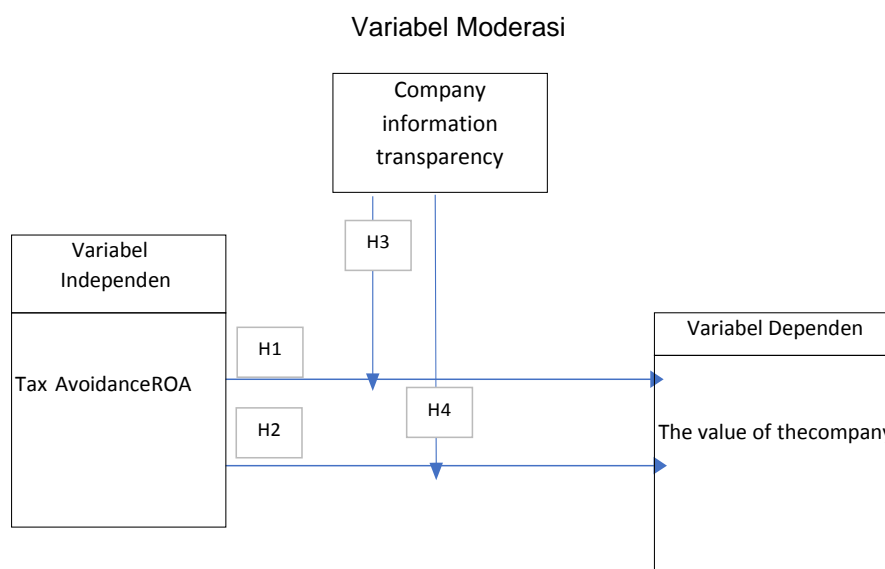 Variabel Moderasi
Company
information
transparency
H3
Variabel
Independen
Variabel Dependen
H1
Tax AvoidanceROA
H4
H2
The value of thecompany